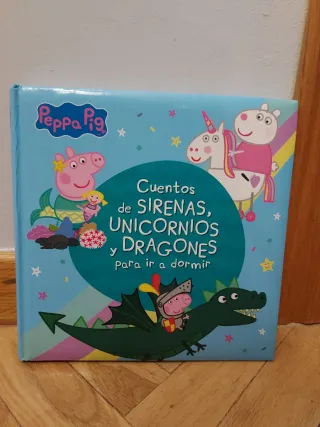 Peppa Pig
Cuentos
de SIRENAS,
UNICORNIOS
y DRAGONES
para ir a dormir